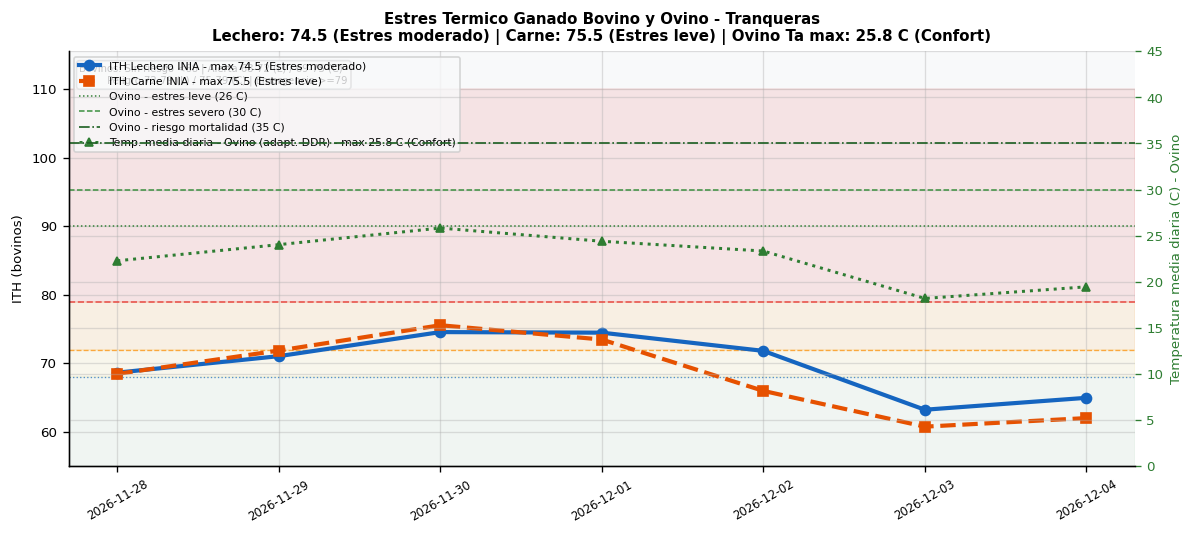 Estres Termico Ganado Bovino y Ovino - Tranqueras
Lechero: 74.5 (Estres moderado) | Carne: 75.5 (Estres leve) | Ovino Ta max: 25.8 C (Confort)
ITH Lechero INIA - max 74.5 (Estres moderado)
ITH Carne INIA - max 75.5 (Estres leve)
>=79
Ovino - estres leve (26 C)
Ovino - estres severo (30 C)
Ovino - riesgo mortalidad (35 C)
Temp. media diaria - Ovino (adapt. DDR) - max 25.8 C (Confort)
ITH (bovinos)
110
100
90
80
70
60
45
40
35
30
25
20
15
10
5
0
Temperatura media diaria (C) - Ovino
2026-11-28
2026-11-29
2026-11-30
2026-12-01
2026-12-02
2026-12-03
2026-12-04